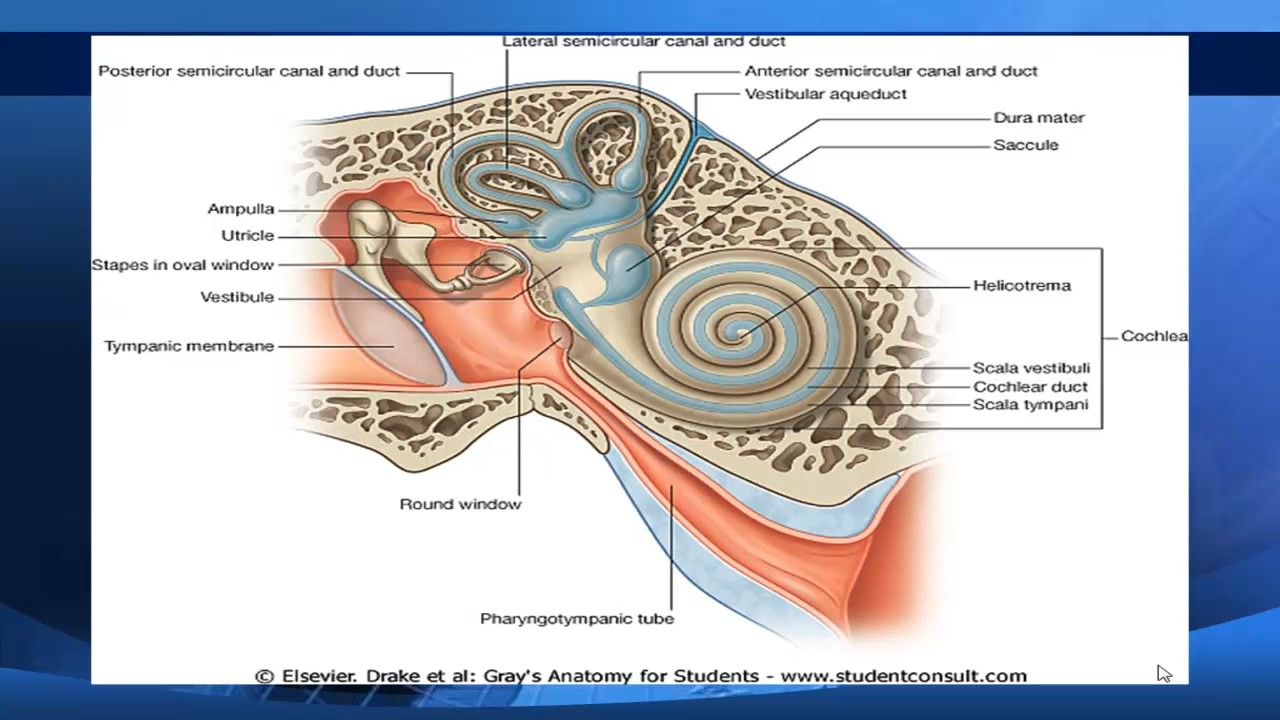 Lateral semicircular canal and duct
Posterior semicircular canal and duct
Anterior semicircular canal and duct
Vestibular aqueduct
Dura mater
Saccule
Ampulla
Utricle
Stapes in oval window
Vestibule
Tympanic membrane
Helicotrema
Cochlea
Scala vestibuli
Cochlear duct
Scala tympani
Round window
Pharyngotympanic tube
© Elsevier. Drake et al: Gray's Anatomy for Students - www.studentconsult.com